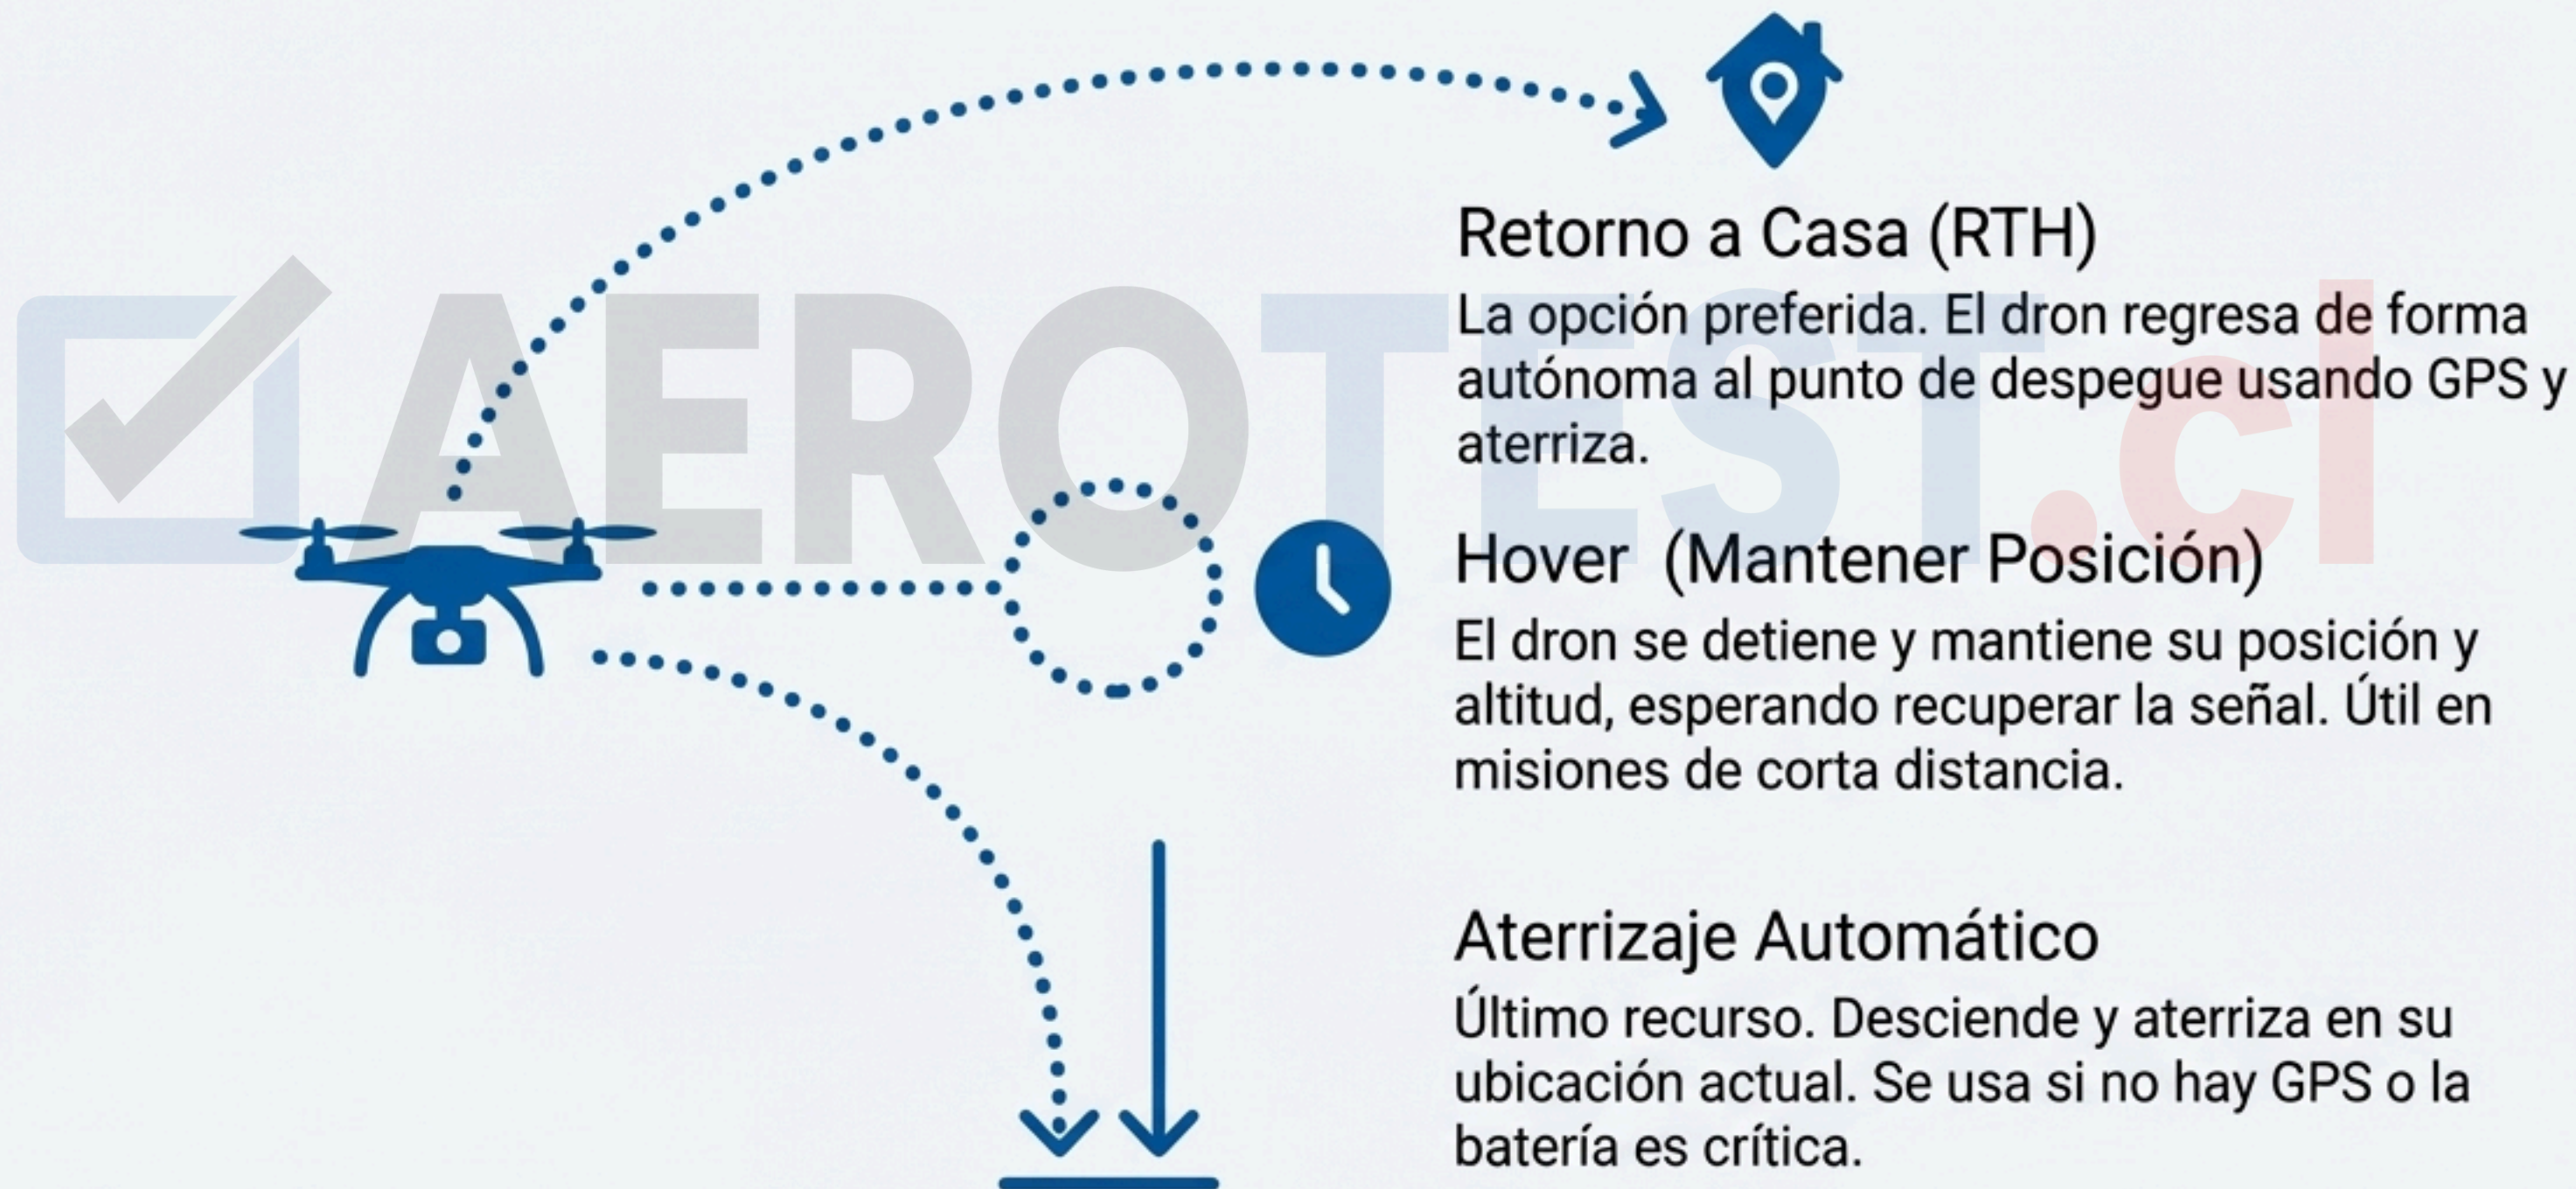 Retorno a Casa (RTH)
La opción preferida. El dron regresa de forma
autónoma al punto de despegue usando GPS y
aterriza.
AEROTEST.cl
Hover (Mantener Posición)
El dron se detiene y mantiene su posición y
altitud, esperando recuperar la señal. Útil en
misiones de corta distancia.
Aterrizaje Automático
Último recurso. Desciende y aterriza en su
ubicación actual. Se usa si no hay GPS o la
batería es crítica.